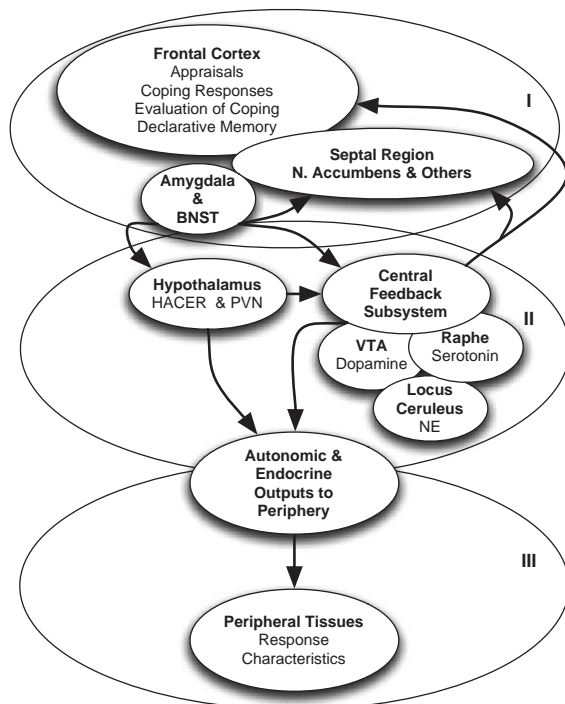 Frontal Cortex
Appraisals
Coping Responses
Evaluation of Coping
Declarative Memory
I
Septal Region
N. Accumbens & Others
Amygdala
&
BNST
Hypothalamus
HACER & PVN
Central
Feedback
Subsystem
II
VTA
Dopamine
Raphe
Serotonin
Locus
Ceruleus
NE
Autonomic &
Endocrine
Outputs to
Periphery
III
Peripheral Tissues
Response
Characteristics